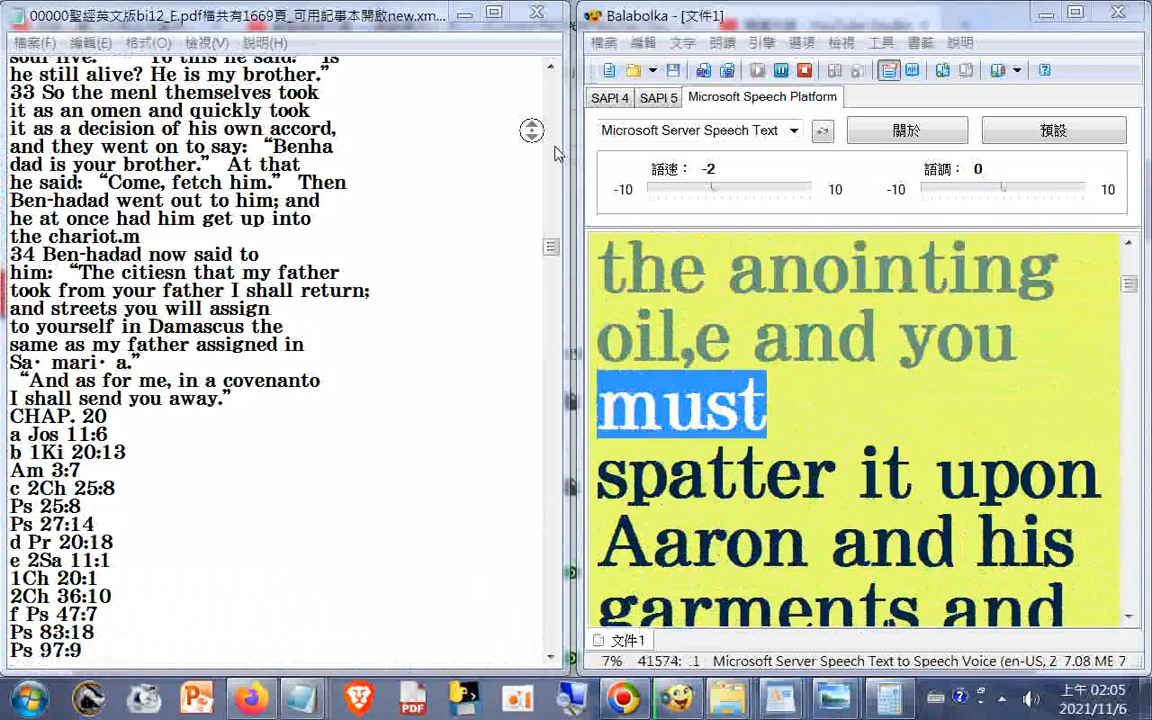 00000聖經英文版bi12_E.pdf檔共有1669頁_可用記事本開啟new.xm...
檔案(F) 編輯(E) 格式(O) 檢視(V) 說明(H)
soul live.” To this he said: “Is
he still alive? He is my brother.”
33 So the menl themselves took
it as an omen and quickly took
it as a decision of his own accord,
and they went on to say: “Benha
dad is your brother.” At that
he said: “Come, fetch him.” Then
Ben-hadad went out to him; and
he at once had him get up into
the chariot.m
34 Ben-hadad now said to
him: “The citiesn that my father
took from your father I shall return;
and streets you will assign
to yourself in Damascus the
same as my father assigned in
Sa· mari· a.”
“And as for me, in a covenanto
I shall send you away.”
CHAP. 20
a Jos 11:6
b 1Ki 20:13
Am 3:7
c 2Ch 25:8
Ps 25:8
Ps 27:14
d Pr 20:18
e 2Sa 11:1
1Ch 20:1
2Ch 36:10
f Ps 47:7
Ps 83:18
Ps 97:9
Balabolka - [文件1]
檔案 編輯 文字 朗讀 引擎 選項 檢視 工具 書籤 說明
SAPI 4 SAPI 5 Microsoft Speech Platform
Microsoft Server Speech Text 關於 預設
語速： -2 語調： 0
-10 10 -10 10
the anointing
oil,e and you
must
spatter it upon
Aaron and his
garments and
文件1
7% 41574: .1 Microsoft Server Speech Text to Speech Voice (en-US, Z 7.08 ME 7
PDF
上午 02:05
2021/11/6